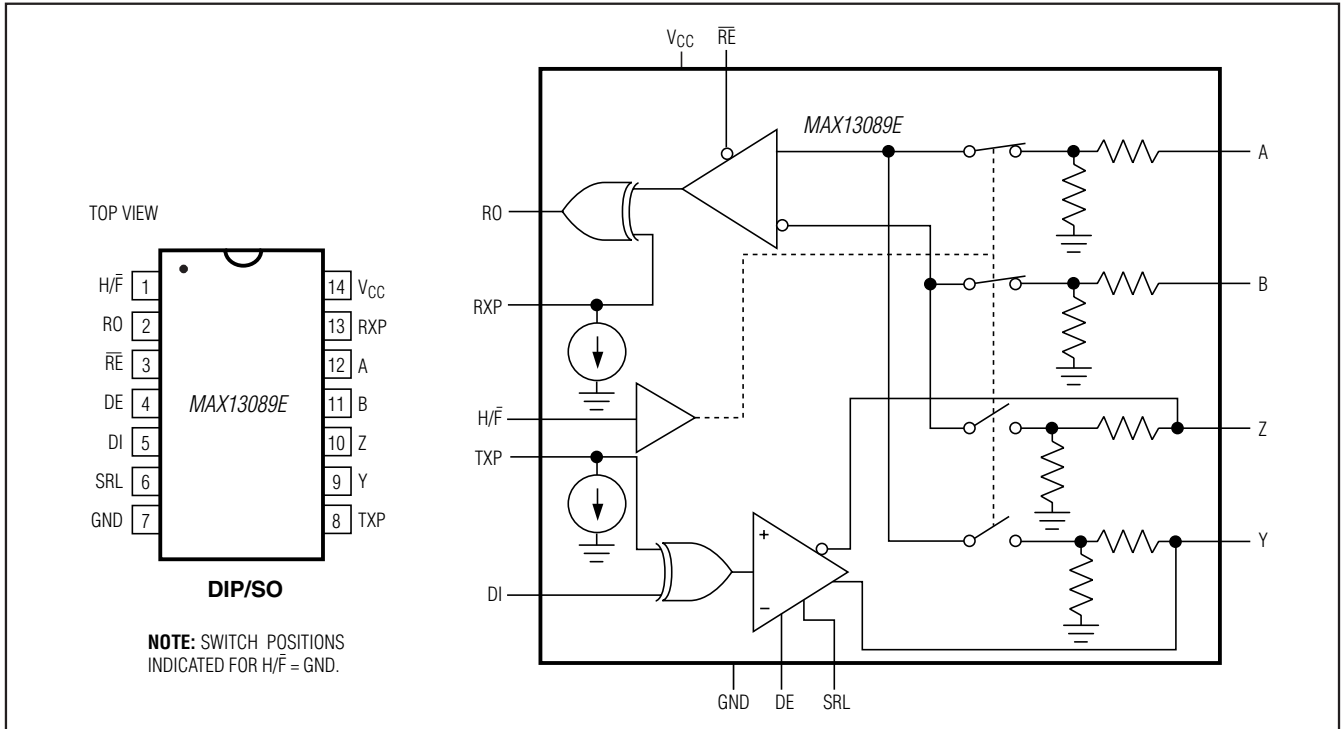 TOP VIEW
H/F̅ 1
RO 2
R̅E̅ 3
DE 4
DI 5
SRL 6
GND 7
MAX13089E
14 VCC
13 RXP
12 A
11 B
10 Z
9 Y
8 TXP
DIP/SO
NOTE: SWITCH POSITIONS
INDICATED FOR H/F̅ = GND.
VCC R̅E̅
MAX13089E
A
RO
B
RXP
H/F̅
Z
TXP
+
Y
DI
−
GND DE SRL